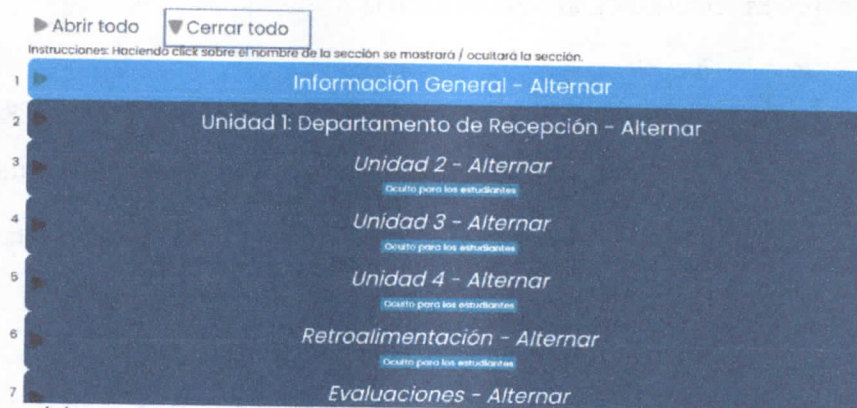 Abrir todo Cerrar todo
Instrucciones: Haciendo click sobre el nombre de la sección se mostrará / ocultará la sección.
1 Información General - Alternar
2 Unidad 1: Departamento de Recepción - Alternar
3 Unidad 2 - Alternar
Oculto para los estudiantes
4 Unidad 3 - Alternar
Oculto para los estudiantes
5 Unidad 4 - Alternar
Oculto para los estudiantes
6 Retroalimentación - Alternar
Oculto para los estudiantes
7 Evaluaciones - Alternar